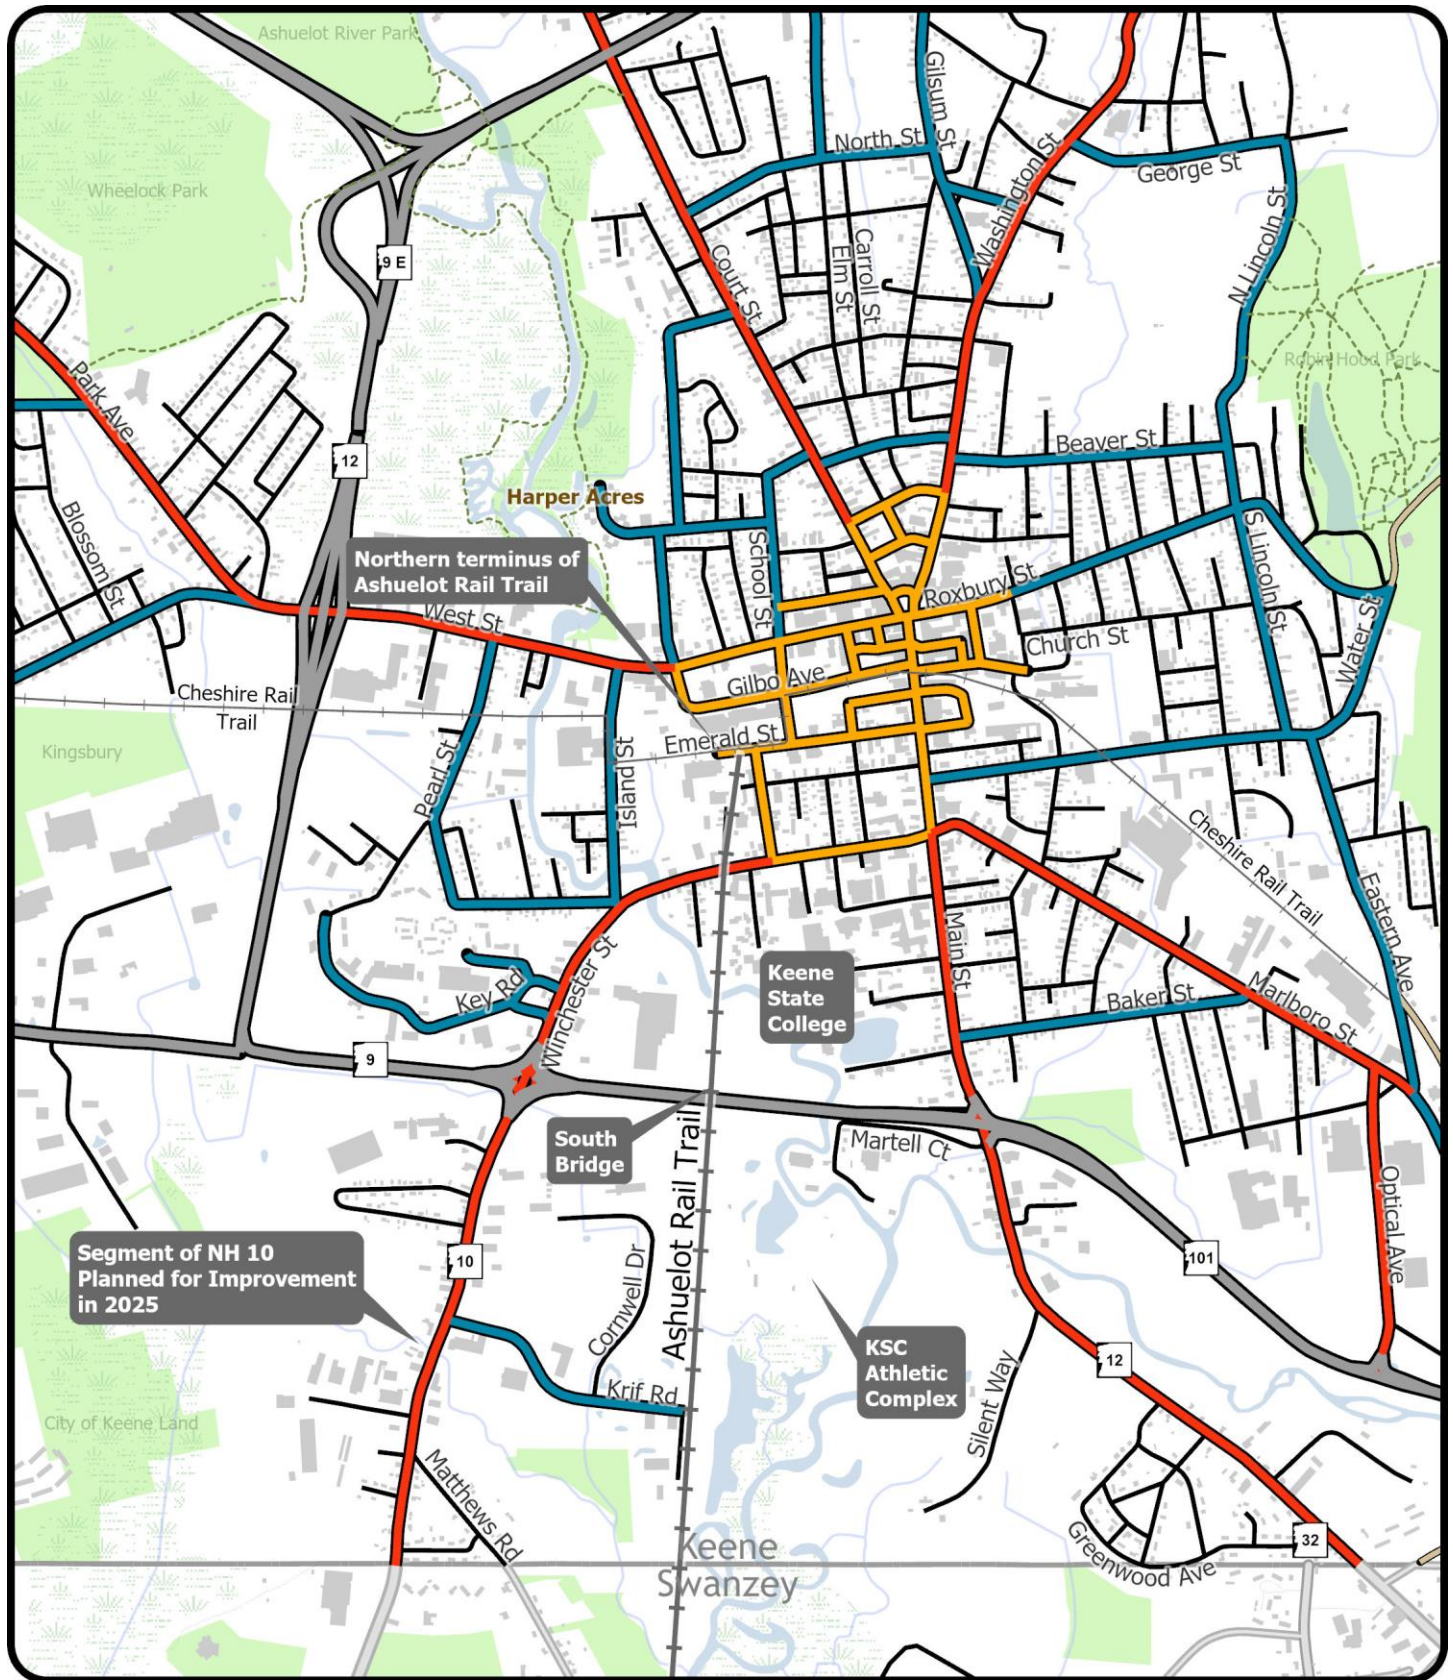 Ashuelot River Park
Wheelock Park
North St
Gilsum St
Washington St
George St
N Lincoln St
Robin Hood Park
9 E
Court St
Elm St
Carroll St
Park Ave
12
Blossom St
Harper Acres
Beaver St
Northern terminus of
Ashuelot Rail Trail
School St
S Lincoln St
West St
Roxbury St
Church St
Water St
Cheshire Rail
Trail
Gilbo Ave
Kingsbury
Pearl St
Island St
Emerald St
Cheshire Rail Trail
Eastern Ave
Winchester St
Key Rd
Keene
State
College
Main St
Baker St
Marlboro St
9
South
Bridge
Ashuelot Rail Trail
Martell Ct
Optical Ave
Segment of NH 10
Planned for Improvement
in 2025
10
Cornwell Dr
101
KSC
Athletic
Complex
12
Krif Rd
Silent Way
City of Keene Land
Matthews Rd
Greenwood Ave
32
Keene
Swanzey